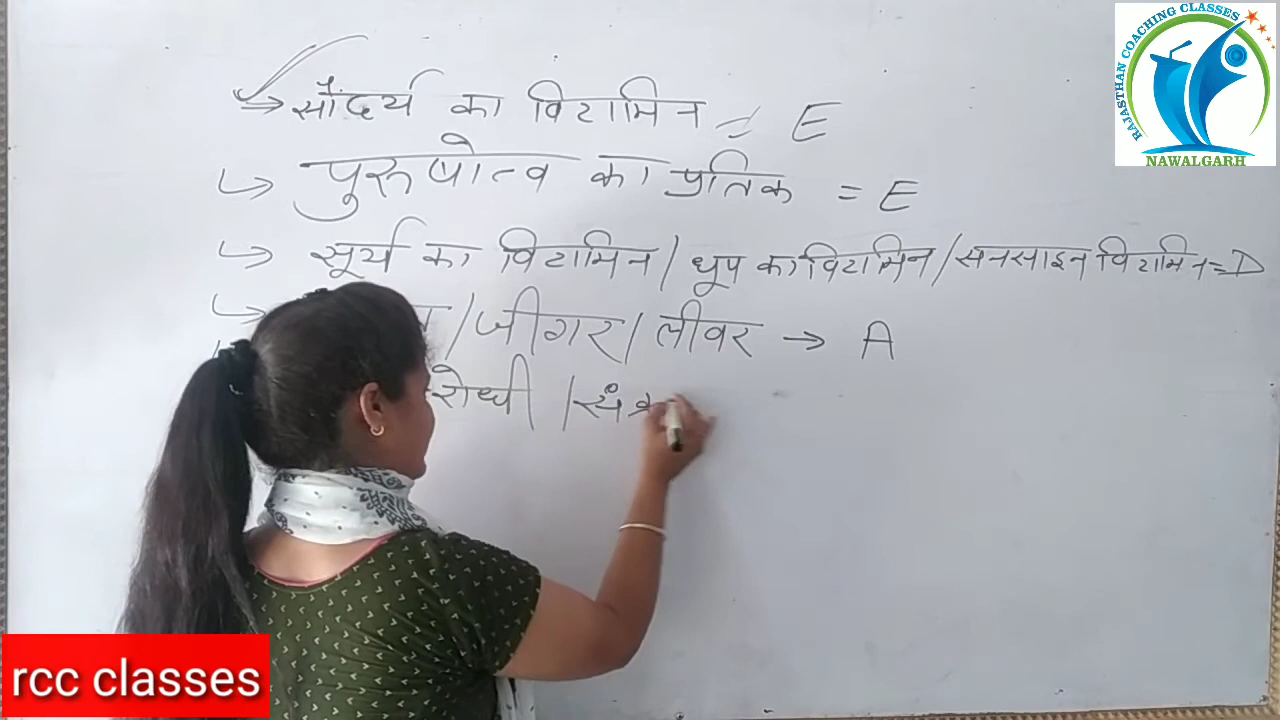 → सौंदर्य का विटामिन = E
↳ पुरुषोत्व का प्रतिक = E
↳ सूर्य का विटामिन / धूप का विटामिन / सनसाइन विटामिन = D
↳ / जीगर / लीवर → A
रोधी / संक्र
RAJASTHAN COACHING CLASSES
NAWALGARH
rcc classes